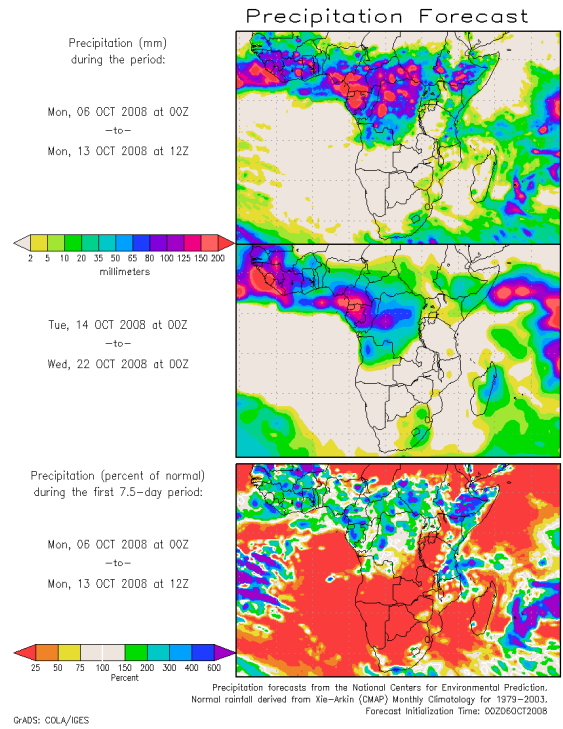 Precipitation Forecast
Precipitation (mm)
during the period:
Mon, 06 OCT 2008 at 00Z
—to—
Mon, 13 OCT 2008 at 12Z
2 5 10 20 35 50 65 80 100 125 150 200
millimeters
Tue, 14 OCT 2008 at 00Z
—to—
Wed, 22 OCT 2008 at 00Z
Precipitation (percent of normal)
during the first 7.5-day period:
Mon, 06 OCT 2008 at 00Z
—to—
Mon, 13 OCT 2008 at 12Z
25 50 75 100 150 200 300 400 600
Percent
Precipitation forecasts from the National Centers for Environmental Prediction.
Normal rainfall derived from Xie-Arkin (CMAP) Monthly Climatology for 1979-2003.
Forecast Initialization Time: 00Z06OCT2008
GrADS: COLA/IGES